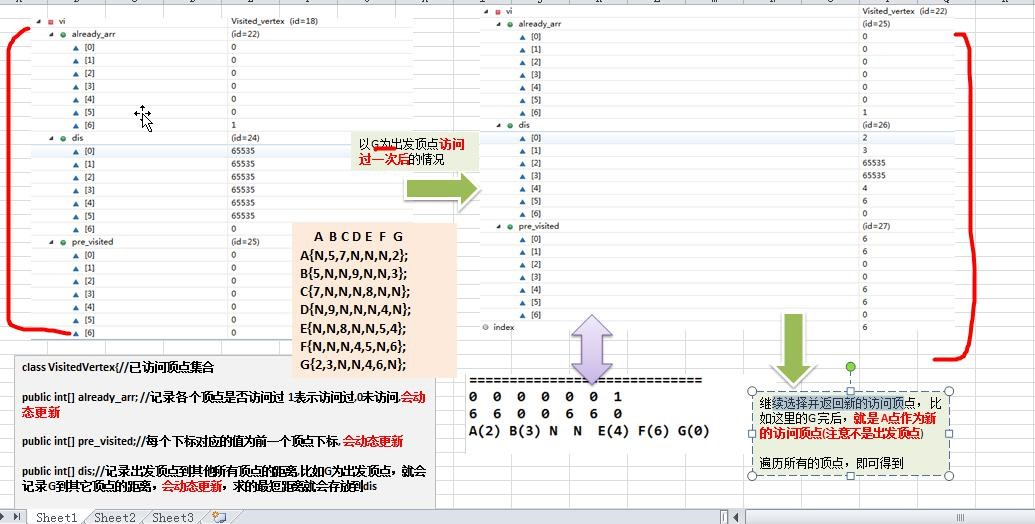 vi Visited_vertex (id=18)
already_arr (id=22)
[0] 0
[1] 0
[2] 0
[3] 0
[4] 0
[5] 0
[6] 1
dis (id=24)
[0] 65535
[1] 65535
[2] 65535
[3] 65535
[4] 65535
[5] 65535
[6] 0
pre_visited (id=25)
[0] 0
[1] 0
[2] 0
[3] 0
[4] 0
[5] 0
[6] 0
以G为出发顶点访问
过一次后的情况
A B C D E F G
A{N,5,7,N,N,N,2};
B{5,N,N,9,N,N,3};
C{7,N,N,N,8,N,N};
D{N,9,N,N,N,4,N};
E{N,N,8,N,N,5,4};
F{N,N,N,4,5,N,6};
G{2,3,N,N,4,6,N};
vi Visited_vertex (id=22)
already_arr (id=25)
[0] 0
[1] 0
[2] 0
[3] 0
[4] 0
[5] 0
[6] 1
dis (id=26)
[0] 2
[1] 3
[2] 65535
[3] 65535
[4] 4
[5] 6
[6] 0
pre_visited (id=27)
[0] 6
[1] 6
[2] 0
[3] 0
[4] 6
[5] 6
[6] 0
index 6
class VisitedVertex{//已访问顶点集合
public int[] already_arr; //记录各个顶点是否访问过 1表示访问过,0未访问,会动
态更新
public int[] pre_visited;//每个下标对应的值为前一个顶点下标, 会动态更新
public int[] dis;//记录出发顶点到其他所有顶点的距离,比如G为出发顶点，就会
记录G到其它顶点的距离，会动态更新，求的最短距离就会存放到dis
==============================
0 0 0 0 0 0 1
6 6 0 0 6 6 0
A(2) B(3) N N E(4) F(6) G(0)
继续选择并返回新的访问顶点，比
如这里的G完后，就是 A点作为新
的访问顶点(注意不是出发顶点)
遍历所有的顶点，即可得到
Sheet1 Sheet2 Sheet3